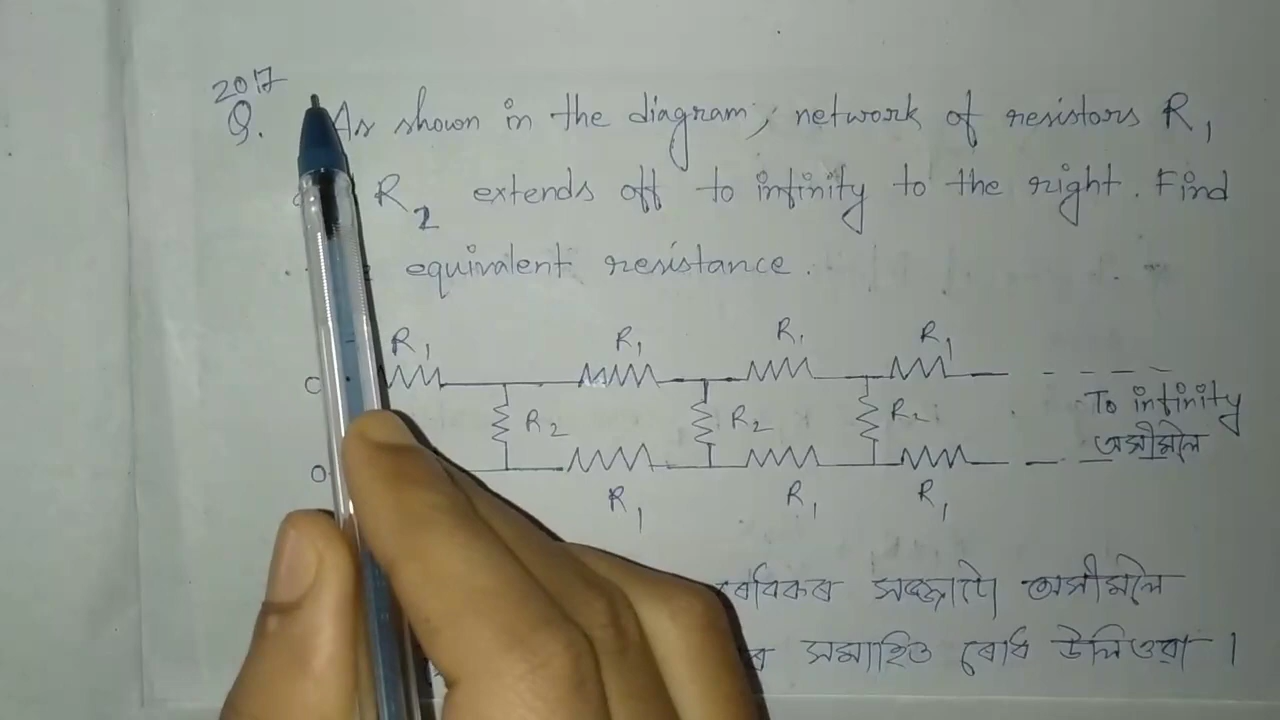 2017
Q. As shown in the diagram, network of resistors R1
R2 extends off to infinity to the right. Find
equivalent resistance.
R1 R1 R1 R1
R2 R2 R2
To infinity
অসীমলৈ
R1 R1 R1
অসীমলৈ
সমাহিত ৰোধ উলিওৱা।